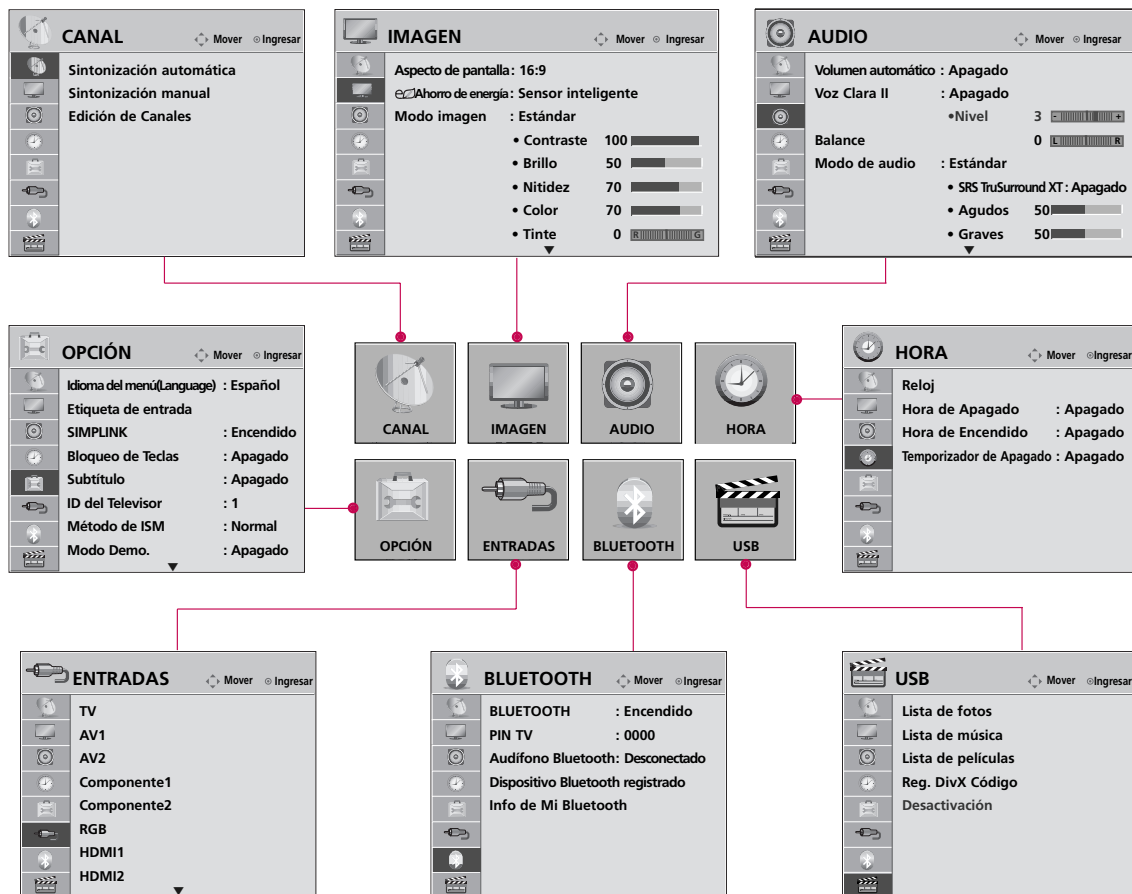 CANAL Mover Ingresar
Sintonización automática
Sintonización manual
Edición de Canales
IMAGEN Mover Ingresar
Aspecto de pantalla : 16:9
Ahorro de energía : Sensor inteligente
Modo imagen : Estándar
• Contraste 100
• Brillo 50
• Nitidez 70
• Color 70
• Tinte 0 R G
AUDIO Mover Ingresar
Volumen automático : Apagado
Voz Clara II : Apagado
•Nivel 3 - +
Balance 0 L R
Modo de audio : Estándar
• SRS TruSurround XT : Apagado
• Agudos 50
• Graves 50
OPCIÓN Mover Ingresar
Idioma del menú(Language) : Español
Etiqueta de entrada
SIMPLINK : Encendido
Bloqueo de Teclas : Apagado
Subtítulo : Apagado
ID del Televisor : 1
Método de ISM : Normal
Modo Demo. : Apagado
CANAL
IMAGEN
AUDIO
HORA
OPCIÓN
ENTRADAS
BLUETOOTH
USB
HORA Mover Ingresar
Reloj
Hora de Apagado : Apagado
Hora de Encendido : Apagado
Temporizador de Apagado : Apagado
ENTRADAS Mover Ingresar
TV
AV1
AV2
Componente1
Componente2
RGB
HDMI1
HDMI2
BLUETOOTH Mover Ingresar
BLUETOOTH : Encendido
PIN TV : 0000
Audífono Bluetooth: Desconectado
Dispositivo Bluetooth registrado
Info de Mi Bluetooth
USB Mover Ingresar
Lista de fotos
Lista de música
Lista de películas
Reg. DivX Código
Desactivación